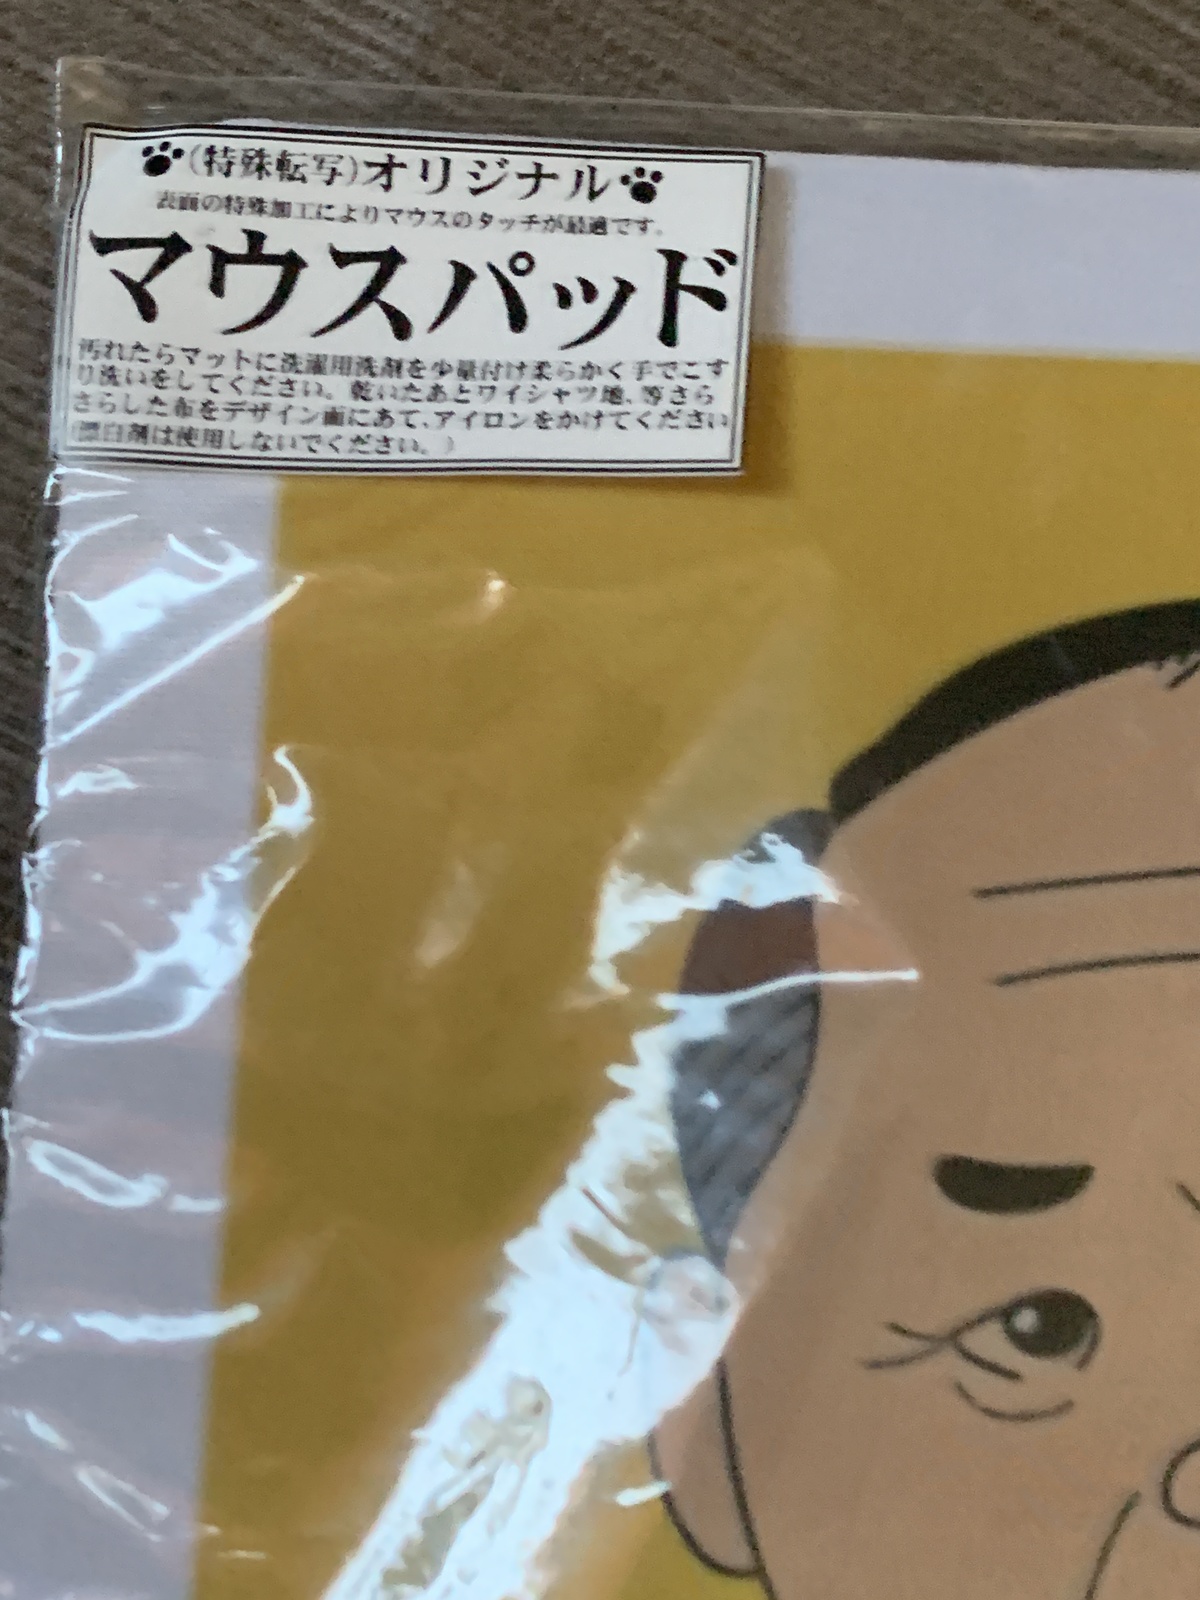 (特殊転写)オリジナル
表面の特殊加工によりマウスのタッチが最適です。
マウスパッド
汚れたらマットに洗濯用洗剤を少量付け柔らかく手でこす
り洗いをしてください。乾いたあとワイシャツ地、等さら
さらした布をデザイン面にあて、アイロンをかけてください
(漂白剤は使用しないでください。)